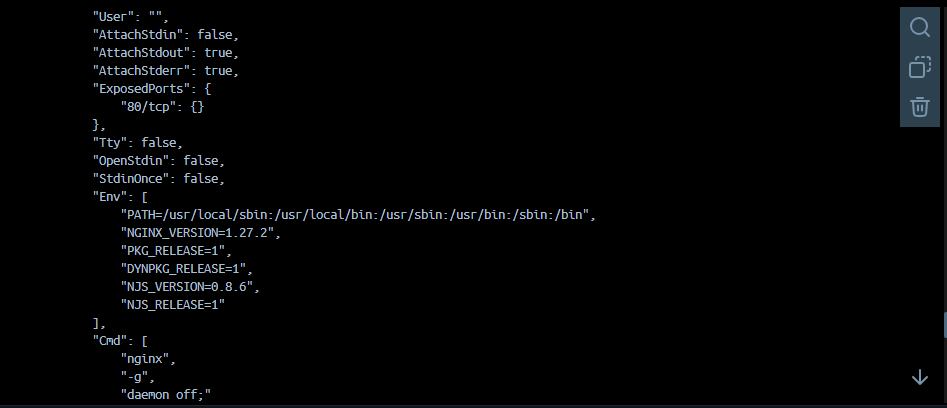 "User": "",
"AttachStdin": false,
"AttachStdout": true,
"AttachStderr": true,
"ExposedPorts": {
"80/tcp": {}
},
"Tty": false,
"OpenStdin": false,
"StdinOnce": false,
"Env": [
"PATH=/usr/local/sbin:/usr/local/bin:/usr/sbin:/usr/bin:/sbin:/bin",
"NGINX_VERSION=1.27.2",
"PKG_RELEASE=1",
"DYNPKG_RELEASE=1",
"NJS_VERSION=0.8.6",
"NJS_RELEASE=1"
],
"Cmd": [
"nginx",
"-g",
"daemon off;"